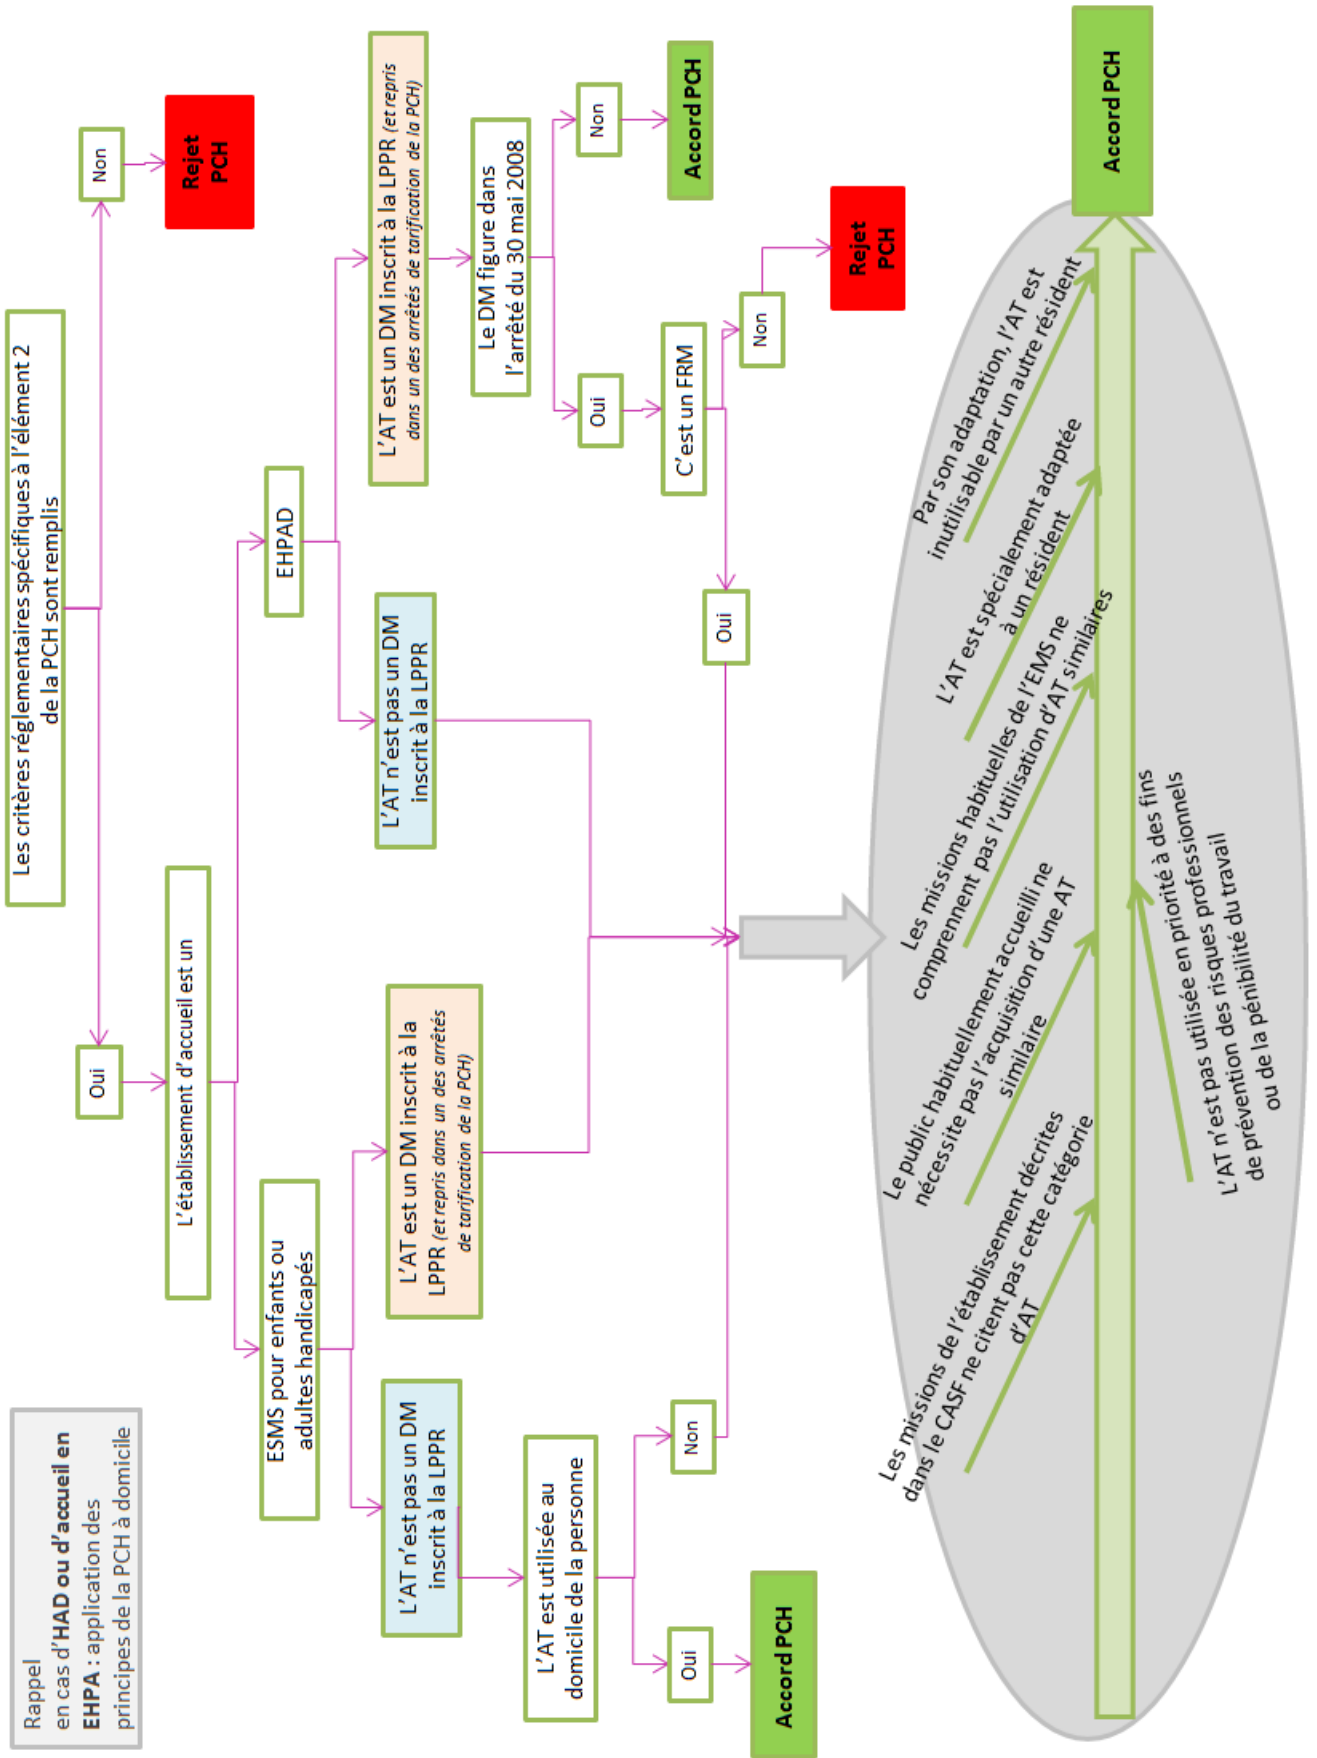 Rappel
en cas d'HAD ou d'accueil en
EHPA : application des
principes de la PCH à domicile
Les critères réglementaires spécifiques à l'élément 2
de la PCH sont remplis
Oui
Non
Rejet
PCH
L'établissement d'accueil est un
ESMS pour enfants ou
adultes handicapés
EHPAD
L'AT n'est pas un DM
inscrit à la LPPR
L'AT est un DM inscrit à la
LPPR (et repris dans un des arrêtés
de tarification de la PCH)
L'AT n'est pas un DM
inscrit à la LPPR
L'AT est un DM inscrit à la LPPR (et repris
dans un des arrêtés de tarification de la PCH)
L'AT est utilisée au
domicile de la personne
Le DM figure dans
l'arrêté du 30 mai 2008
Oui
Non
Oui
Non
Accord PCH
C'est un FRM
Accord PCH
Oui
Non
Rejet
PCH
Les missions de l'établissement décrites
dans le CASF ne citent pas cette catégorie
d'AT
Le public habituellement accueilli ne
nécessite pas l'acquisition d'une AT
similaire
Les missions habituelles de l'EMS ne
comprennent pas l'utilisation d'AT similaires
L'AT est spécialement adaptée
à un résident
Par son adaptation, l'AT est
inutilisable par un autre résident
Accord PCH
L'AT n'est pas utilisée en priorité à des fins
de prévention des risques professionnels
ou de la pénibilité du travail